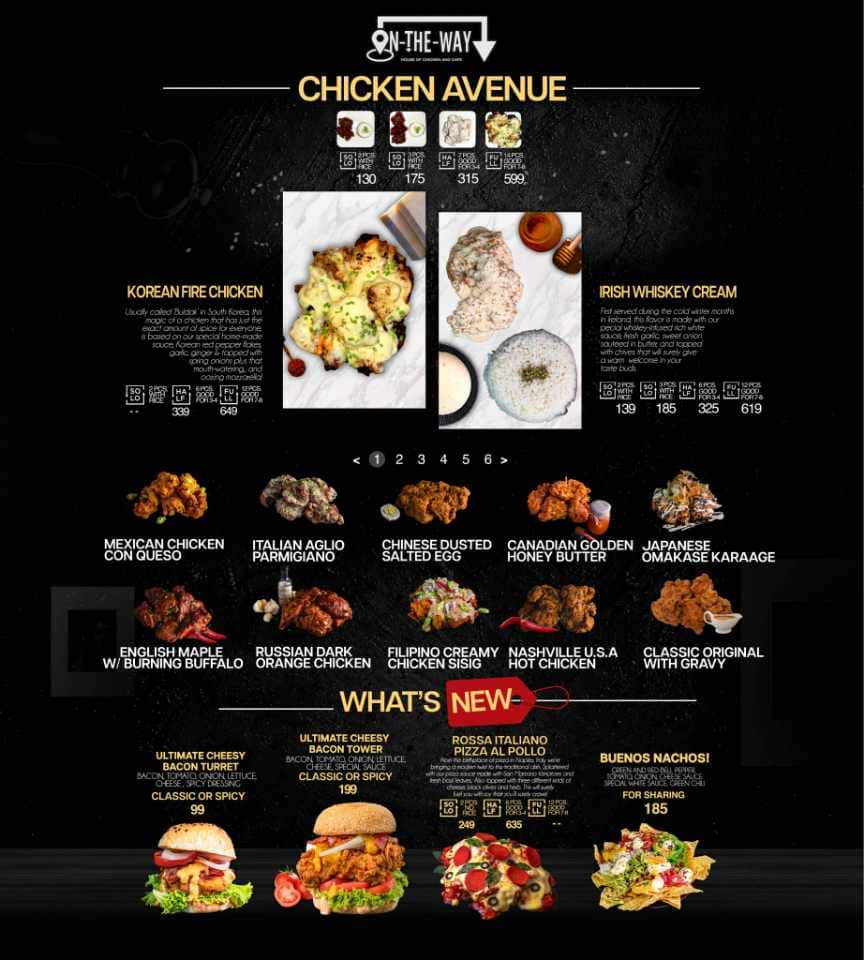 ON-THE-WAY
HOUSE OF CHICKEN AND CAFE
CHICKEN AVENUE
SOLO 2 PCS. WITH RICE 130
SOLO 3 PCS. WITH RICE 175
HALF 7 PCS. GOOD FOR 3-4 315
FULL 14 PCS. GOOD FOR 7-8 599
KOREAN FIRE CHICKEN
Usually called 'Buldak' in South Korea, this
magic of a chicken that has just the
exact amount of spice for everyone,
is based on our special home-made
sauce, Korean red pepper flakes,
garlic, ginger & topped with
spring onions plus that
mouth-watering, and
oozing mozzarella!
SOLO 2 PCS. WITH RICE --
HALF 6 PCS. GOOD FOR 3-4 339
FULL 12 PCS. GOOD FOR 7-8 649
IRISH WHISKEY CREAM
First served during the cold winter months
in Ireland, this flavor is made with our
special whiskey-infused rich white
sauce, fresh garlic, sweet onion
sauteed in butter, and topped
with chives that will surely give
a warm welcome in your
taste buds.
SOLO 2 PCS. WITH RICE 139
SOLO 3 PCS. WITH RICE 185
HALF 6 PCS. GOOD FOR 3-4 325
FULL 12 PCS. GOOD FOR 7-8 619
< 1 2 3 4 5 6 >
MEXICAN CHICKEN
CON QUESO
ITALIAN AGLIO
PARMIGIANO
CHINESE DUSTED
SALTED EGG
CANADIAN GOLDEN
HONEY BUTTER
JAPANESE
OMAKASE KARAAGE
ENGLISH MAPLE
W/ BURNING BUFFALO
RUSSIAN DARK
ORANGE CHICKEN
FILIPINO CREAMY
CHICKEN SISIG
NASHVILLE U.S.A
HOT CHICKEN
CLASSIC ORIGINAL
WITH GRAVY
WHAT'S NEW
ULTIMATE CHEESY
BACON TURRET
BACON, TOMATO, ONION, LETTUCE,
CHEESE, SPICY DRESSING
CLASSIC OR SPICY
99
ULTIMATE CHEESY
BACON TOWER
BACON, TOMATO, ONION, LETTUCE,
CHEESE, SPECIAL SAUCE
CLASSIC OR SPICY
199
ROSSA ITALIANO
PIZZA AL POLLO
From the birthplace of pizza in Naples, Italy we're
bringing a modern twist to the traditional dish. Splattered
with our pizza sauce made with San Marzano tomatoes and
fresh basil leaves. Also topped with three different kinds of
cheeses, black olives and herbs. This will surely
SOLO 2 PCS. NO RICE 249
HALF 6 PCS. GOOD FOR 3-4 635
FULL 12 PCS. GOOD FOR 7-8 --
BUENOS NACHOS!
GREEN AND RED BELL PEPPER,
TOMATO, ONION, CHEESE SAUCE
SPECIAL WHITE SAUCE, GREEN CHILI
FOR SHARING
185